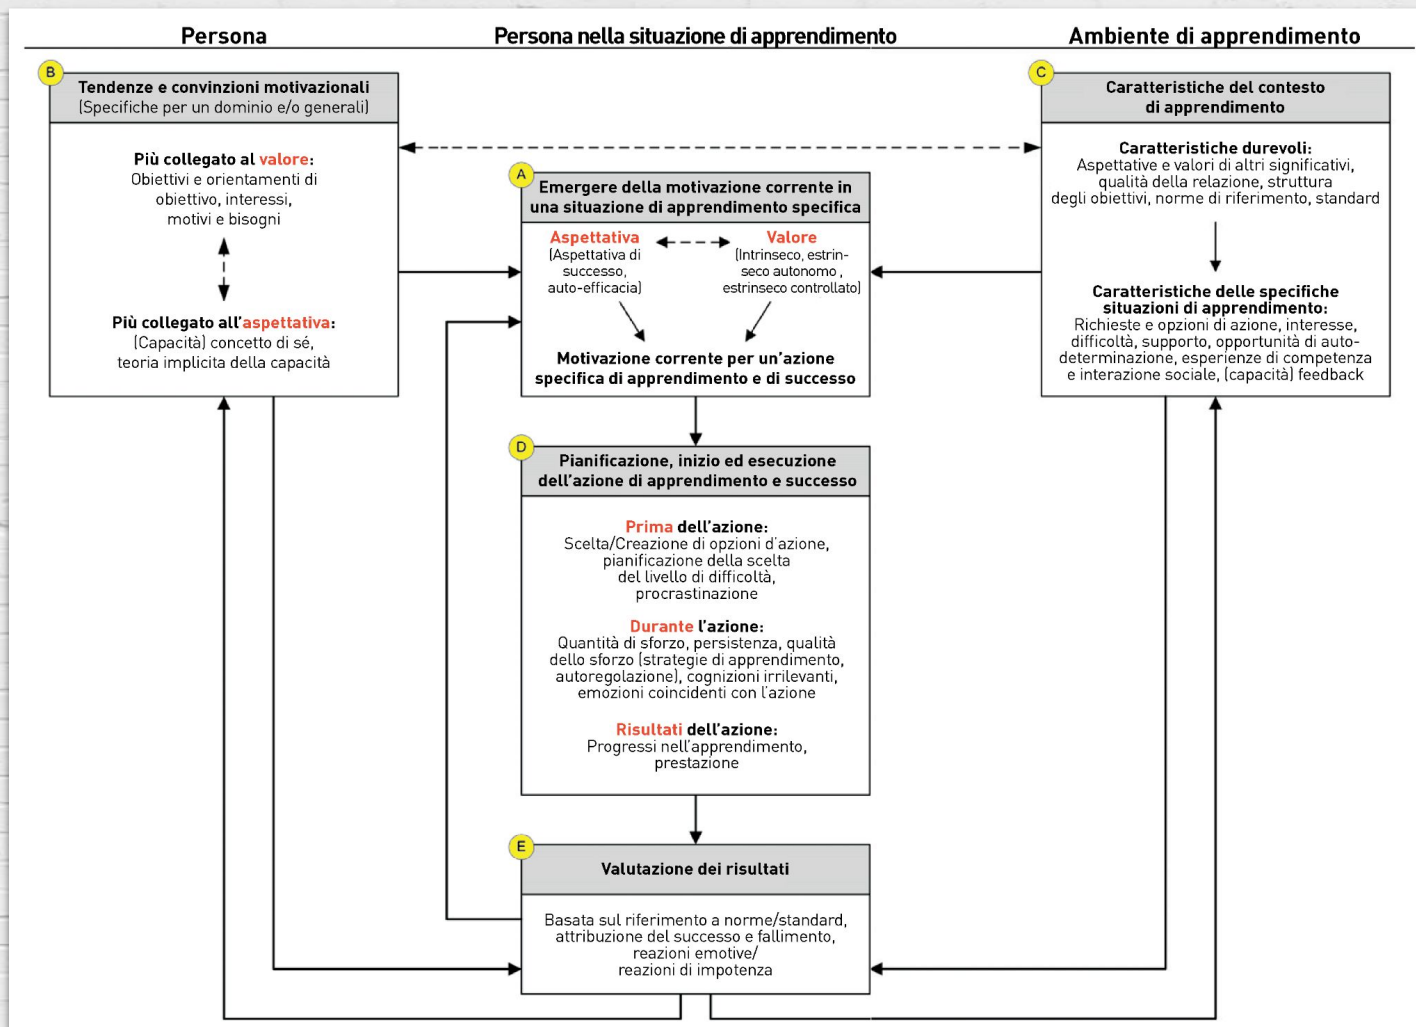 Persona
Persona nella situazione di apprendimento
Ambiente di apprendimento
B
Tendenze e convinzioni motivazionali
(Specifiche per un dominio e/o generali)
Più collegato al valore:
Obiettivi e orientamenti di
obiettivo, interessi,
motivi e bisogni
Più collegato all'aspettativa:
(Capacità) concetto di sé,
teoria implicita della capacità
A
Emergere della motivazione corrente in
una situazione di apprendimento specifica
Aspettativa
(Aspettativa di
successo,
auto-efficacia)
Valore
(Intrinseco, estrin-
seco autonomo ,
estrinseco controllato)
Motivazione corrente per un'azione
specifica di apprendimento e di successo
C
Caratteristiche del contesto
di apprendimento
Caratteristiche durevoli:
Aspettative e valori di altri significativi,
qualità della relazione, struttura
degli obiettivi, norme di riferimento, standard
Caratteristiche delle specifiche
situazioni di apprendimento:
Richieste e opzioni di azione, interesse,
difficoltà, supporto, opportunità di auto-
determinazione, esperienze di competenza
e interazione sociale, (capacità) feedback
D
Pianificazione, inizio ed esecuzione
dell'azione di apprendimento e successo
Prima dell'azione:
Scelta/Creazione di opzioni d'azione,
pianificazione della scelta
del livello di difficoltà,
procrastinazione
Durante l'azione:
Quantità di sforzo, persistenza, qualità
dello sforzo (strategie di apprendimento,
autoregolazione), cognizioni irrilevanti,
emozioni coincidenti con l'azione
Risultati dell'azione:
Progressi nell'apprendimento,
prestazione
E
Valutazione dei risultati
Basata sul riferimento a norme/standard,
attribuzione del successo e fallimento,
reazioni emotive/
reazioni di impotenza